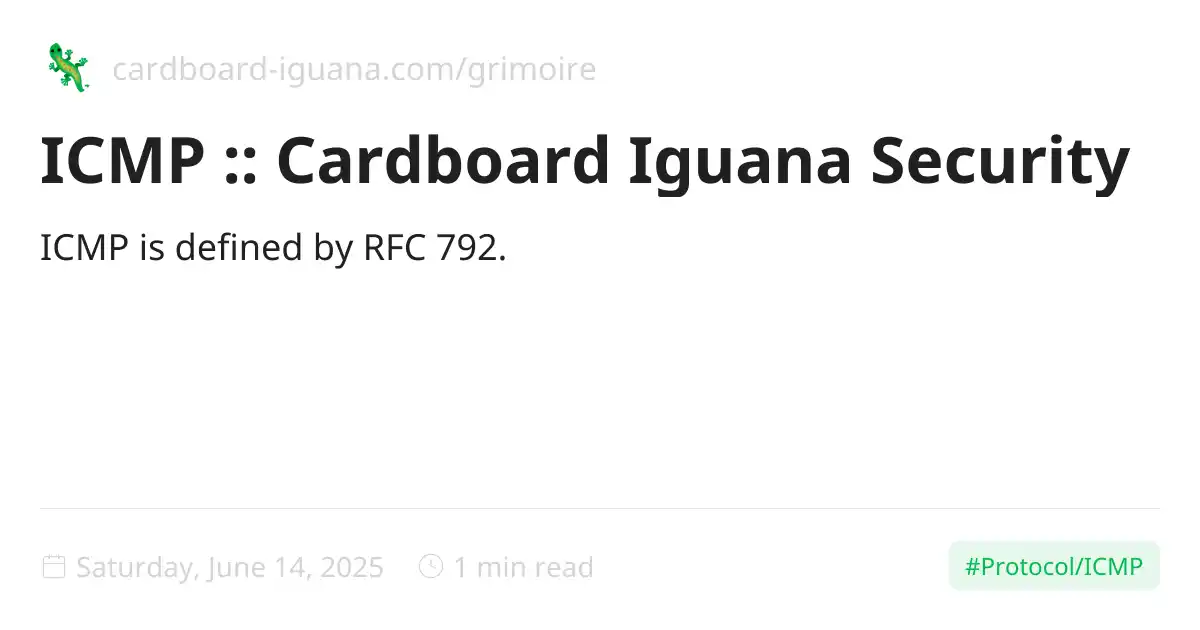 cardboard-iguana.com/grimoire
ICMP :: Cardboard Iguana Security
ICMP is defined by RFC 792.
Saturday, June 14, 2025
1 min read
#Protocol/ICMP